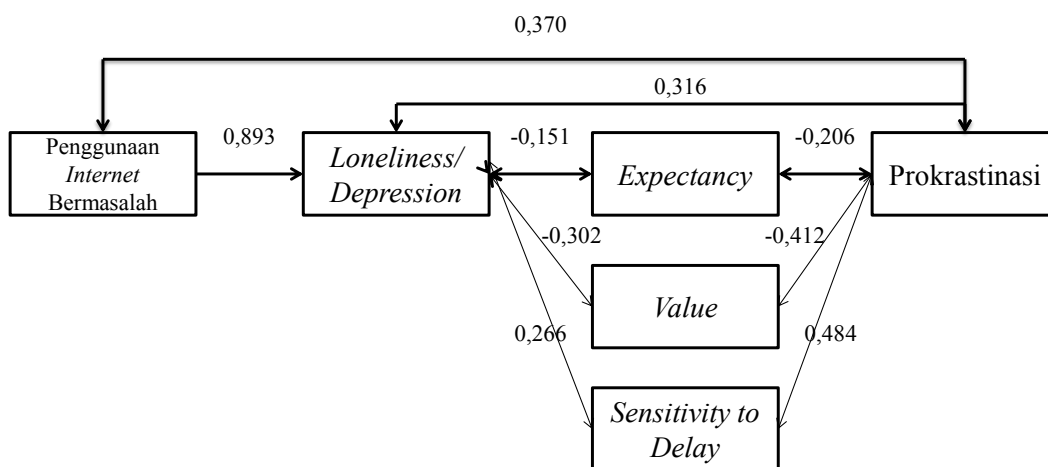 0,370
0,316
0,893
-0,151
-0,206
Penggunaan
Internet
Bermasalah
Loneliness/
Depression
Expectancy
Prokrastinasi
-0,302
-0,412
Value
0,266
0,484
Sensitivity to
Delay